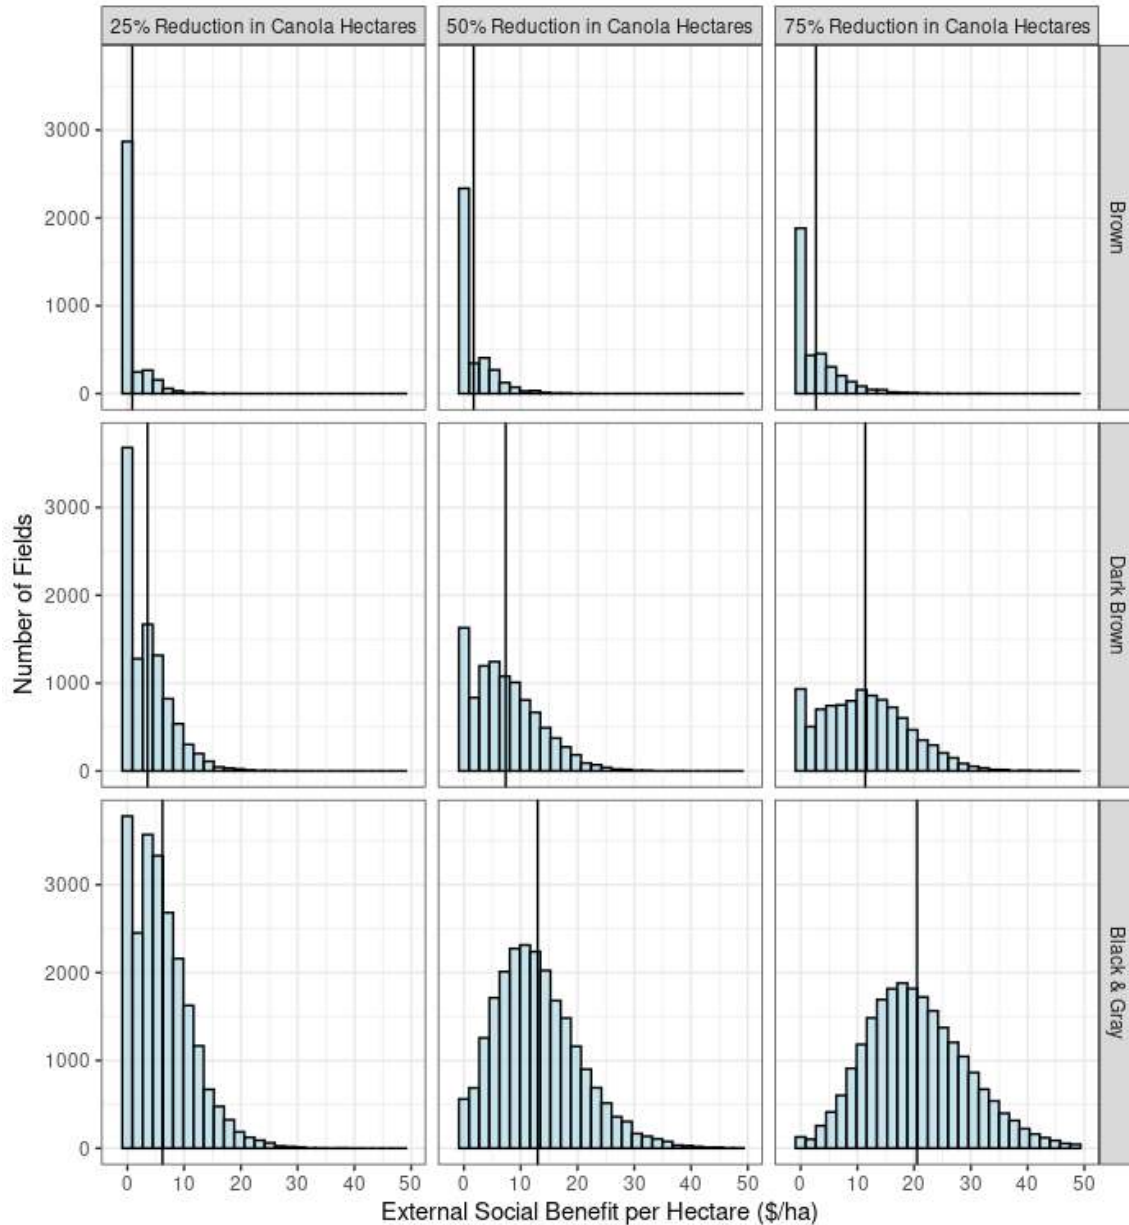 25% Reduction in Canola Hectares
50% Reduction in Canola Hectares
75% Reduction in Canola Hectares
3000
2000
1000
0
Brown
Number of Fields
3000
2000
1000
0
Dark Brown
3000
2000
1000
0
Black & Gray
0 10 20 30 40 50
0 10 20 30 40 50
0 10 20 30 40 50
External Social Benefit per Hectare ($/ha)